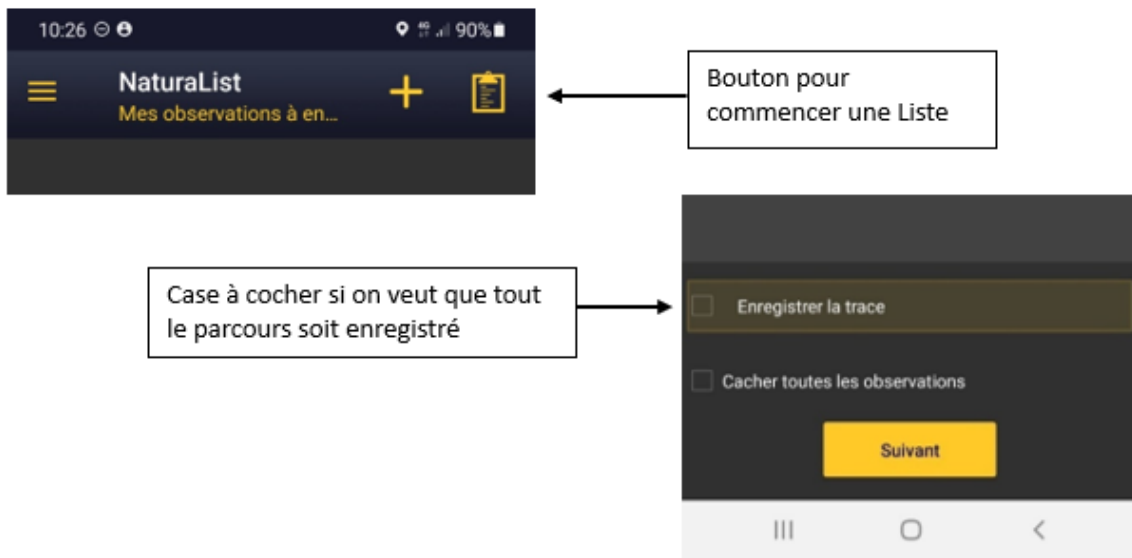 10:26
4G
90%
NaturaList
Mes observations à en...
Bouton pour
commencer une Liste
Case à cocher si on veut que tout
le parcours soit enregistré
Enregistrer la trace
Cacher toutes les observations
Suivant